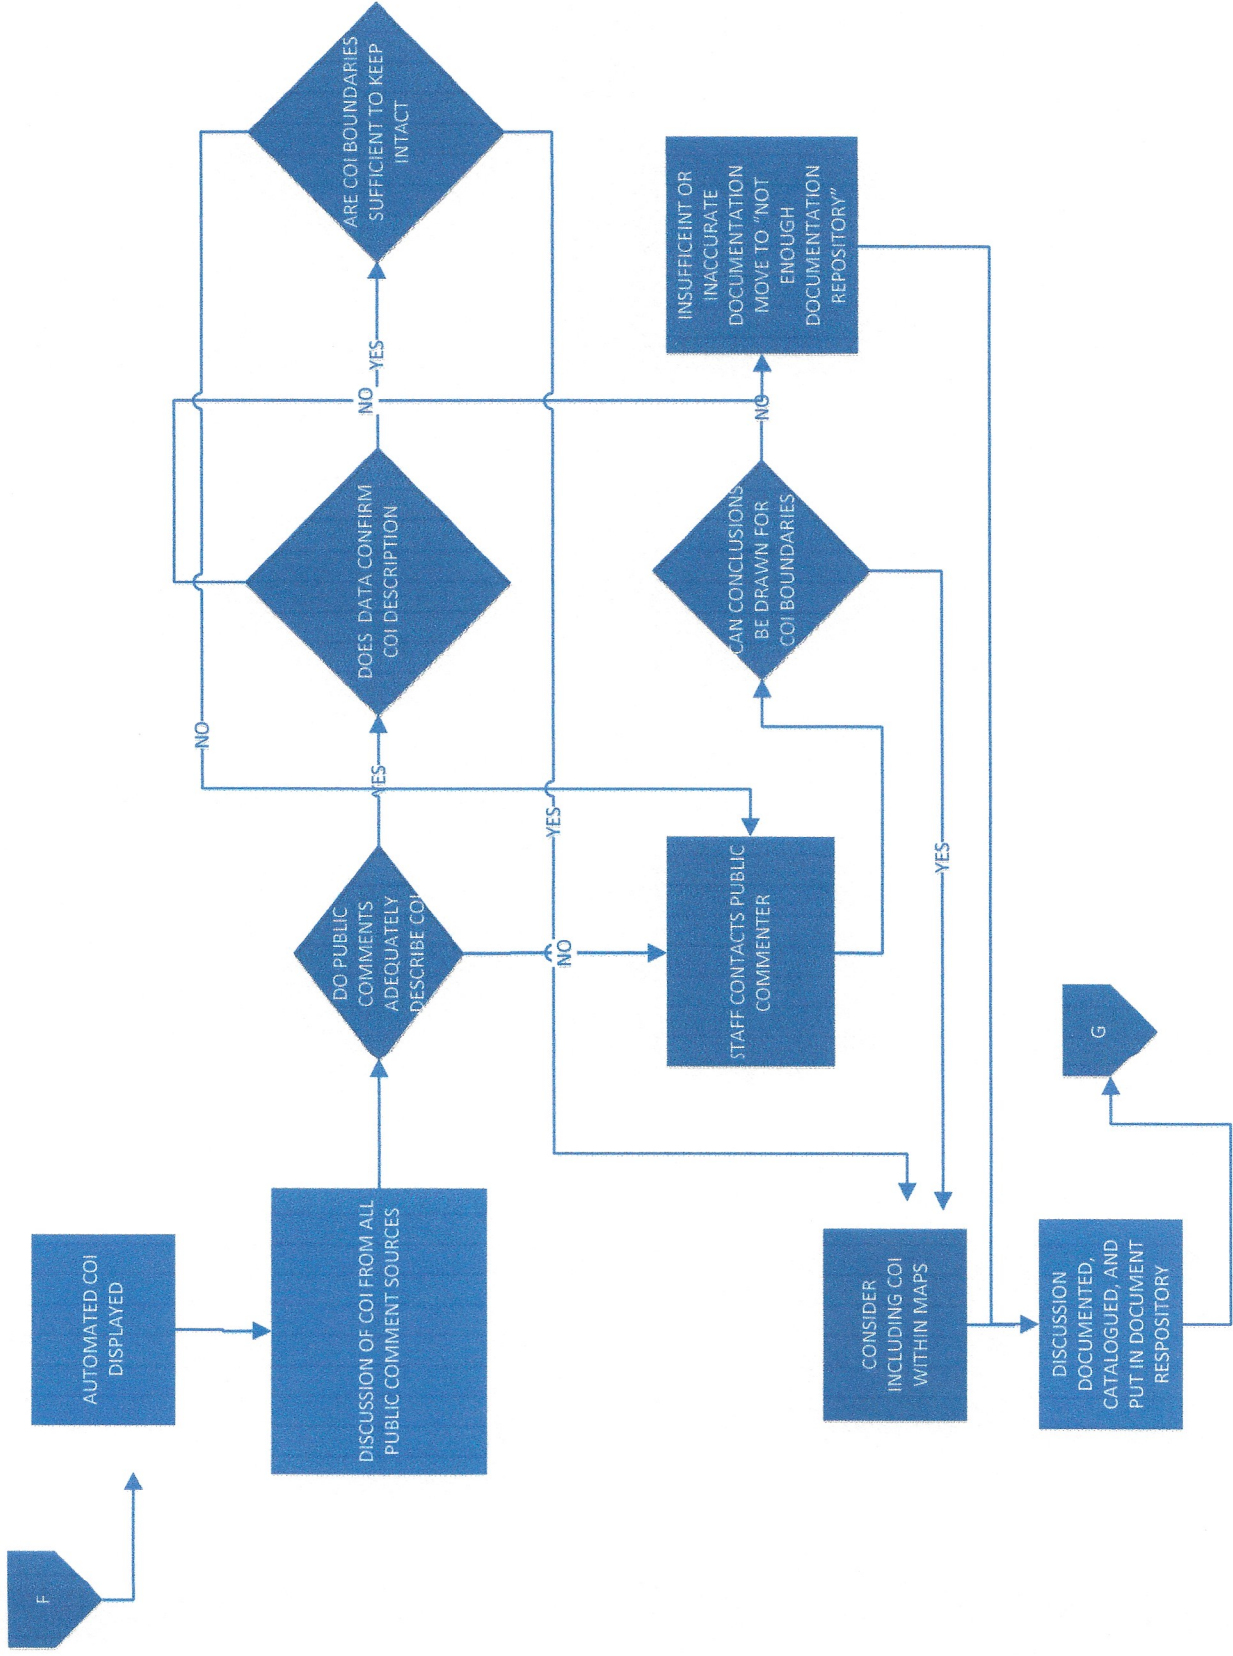 F
AUTOMATED COI
DISPLAYED
DISCUSSION OF COI FROM ALL
PUBLIC COMMENT SOURCES
DO PUBLIC
COMMENTS
ADEQUATELY
DESCRIBE COI
YES
NO
DOES DATA CONFIRM
COI DESCRIPTION
YES
NO
ARE COI BOUNDARIES
SUFFICIENT TO KEEP
INTACT
NO
YES
STAFF CONTACTS PUBLIC
COMMENTER
CAN CONCLUSIONS
BE DRAWN FOR
COI BOUNDARIES
NO
YES
INSUFFICEINT OR
INACCURATE
DOCUMENTATION
MOVE TO “NOT
ENOUGH
DOCUMENTATION
REPOSITORY”
CONSIDER
INCLUDING COI
WITHIN MAPS
DISCUSSION
DOCUMENTED,
CATALOGUED, AND
PUT IN DOCUMENT
RESPOSITORY
G